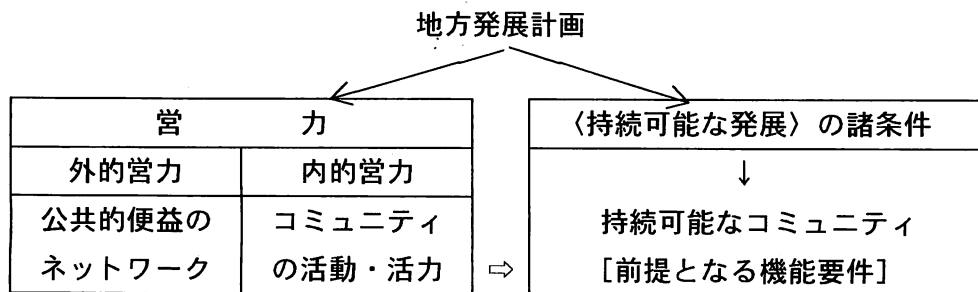 地方発展計画
営 力
外的営力 内的営力
公共的便益の
ネットワーク
コミュニティ
の活動・活力
⇨
〈持続可能な発展〉の諸条件
↓
持続可能なコミュニティ
［前提となる機能要件］